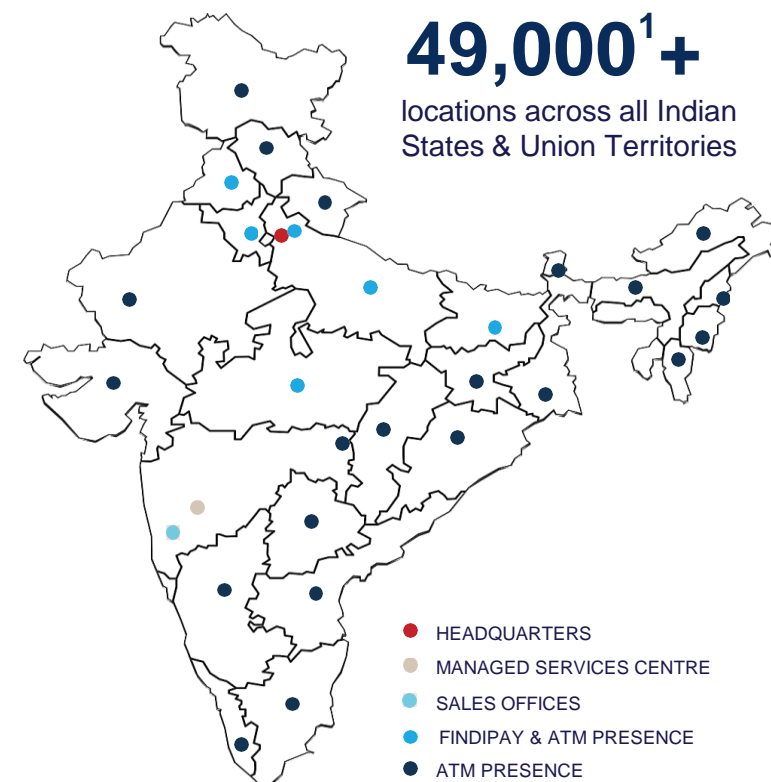 49,000¹+
locations across all Indian
States & Union Territories
HEADQUARTERS
MANAGED SERVICES CENTRE
SALES OFFICES
FINDIPAY & ATM PRESENCE
ATM PRESENCE